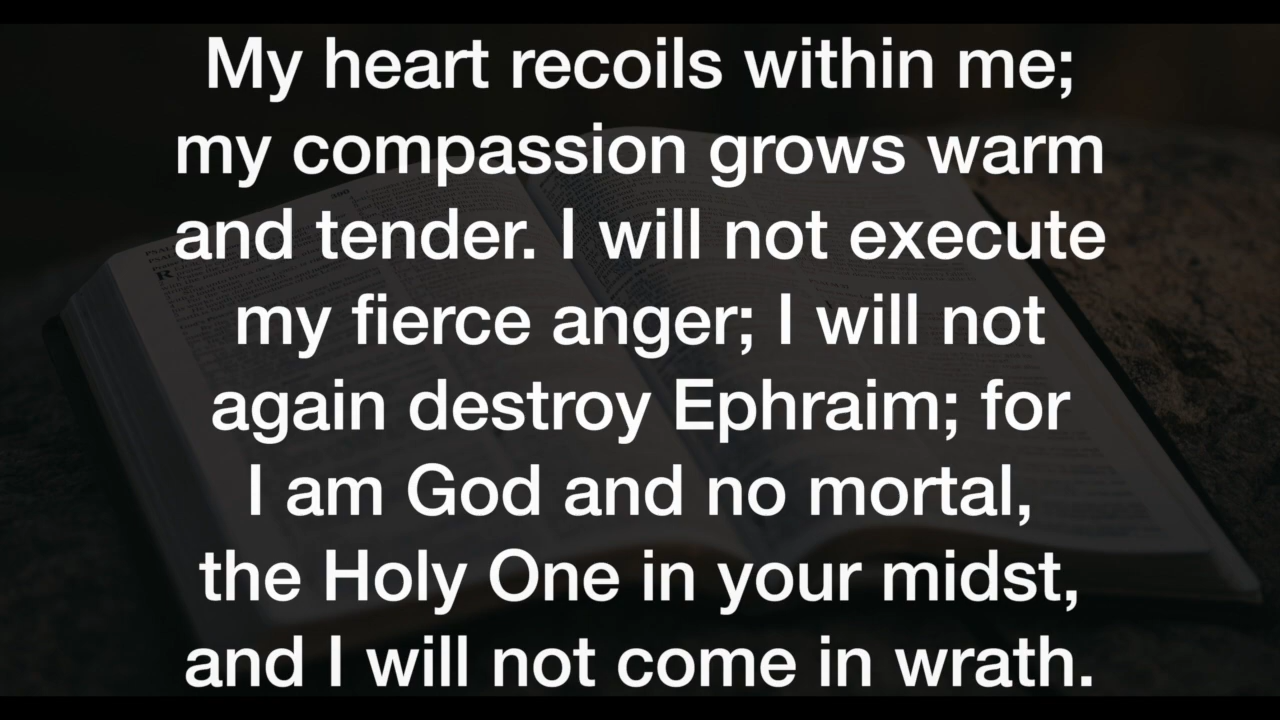 My heart recoils within me;
my compassion grows warm
and tender. I will not execute
my fierce anger; I will not
again destroy Ephraim; for
I am God and no mortal,
the Holy One in your midst,
and I will not come in wrath.